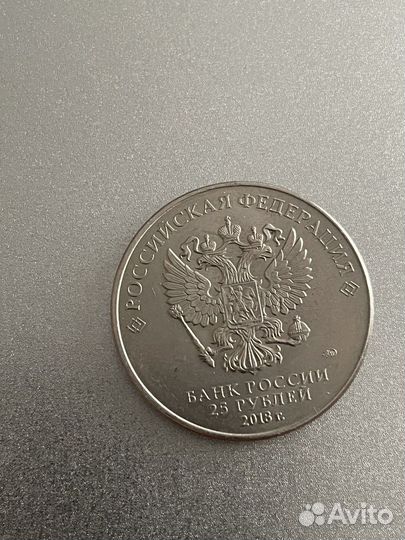 РОССИЙСКАЯ ФЕДЕРАЦИЯ
БАНК РОССИИ
25 РУБЛЕЙ
2018 г.
Avito